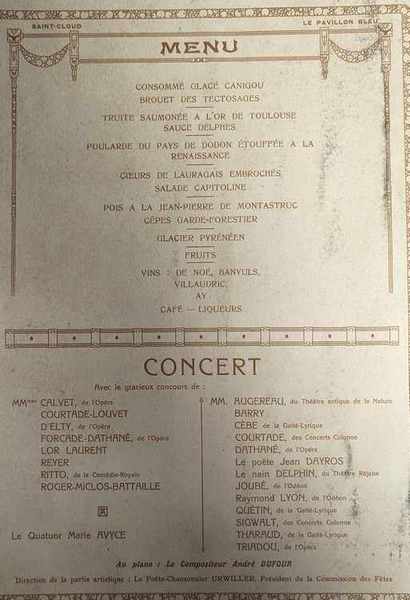 SAINT-CLOUD
LE PAVILLON BLEU
MENU
CONSOMMÉ GLACÉ CANIGOU
BROUET DES TECTOSAGES
TRUITE SAUMONÉE A L'OR DE TOULOUSE
SAUCE DELPHES
POULARDE DU PAYS DE DODON ÉTOUFFÉE A LA
RENAISSANCE
CŒURS DE LAURAGAIS EMBROCHÉS
SALADE CAPITOLINE
POIS A LA JEAN-PIERRE DE MONTASTRUC
CÈPES GARDE-FORESTIER
GLACIER PYRÉNÉEN
FRUITS
VINS : DE NOÉ, BANYULS,
VILLAUDRIC,
AY
CAFÉ — LIQUEURS
CONCERT
Avec le gracieux concours de :
MMmes CALVET, de l'Opéra
COURTADE-LOUVET
D'ELTY, de l'Opéra
FORCADE-DATHANÉ, de l'Opéra
LOR LAURENT
REYER
RITTO, de la Comédie-Royale
ROGER-MICLOS-BATTAILLE
Le Quatuor Marie AVYCE
MM. AUGEREAU, du Théâtre antique de la Nature
BARRY
CÈBE de la Gaîté-Lyrique
COURTADE, des Concerts Colonne
DATHANÉ, de l'Opéra
Le poète Jean DAYROS
Le nain DELPHIN, du Théâtre Réjane
JOUBÉ, de l'Odéon
Raymond LYON, de l'Odéon
QUÉTIN, de la Gaîté-Lyrique
SIGWALT, des Concerts Colonne
THARAUD, de la Gaîté-Lyrique
TRIADOU, de l'Opéra
Au piano : Le Compositeur André DUFOUR
Direction de la partie artistique : Le Poète-Chansonnier URWILLER, Président de la Commission des Fêtes